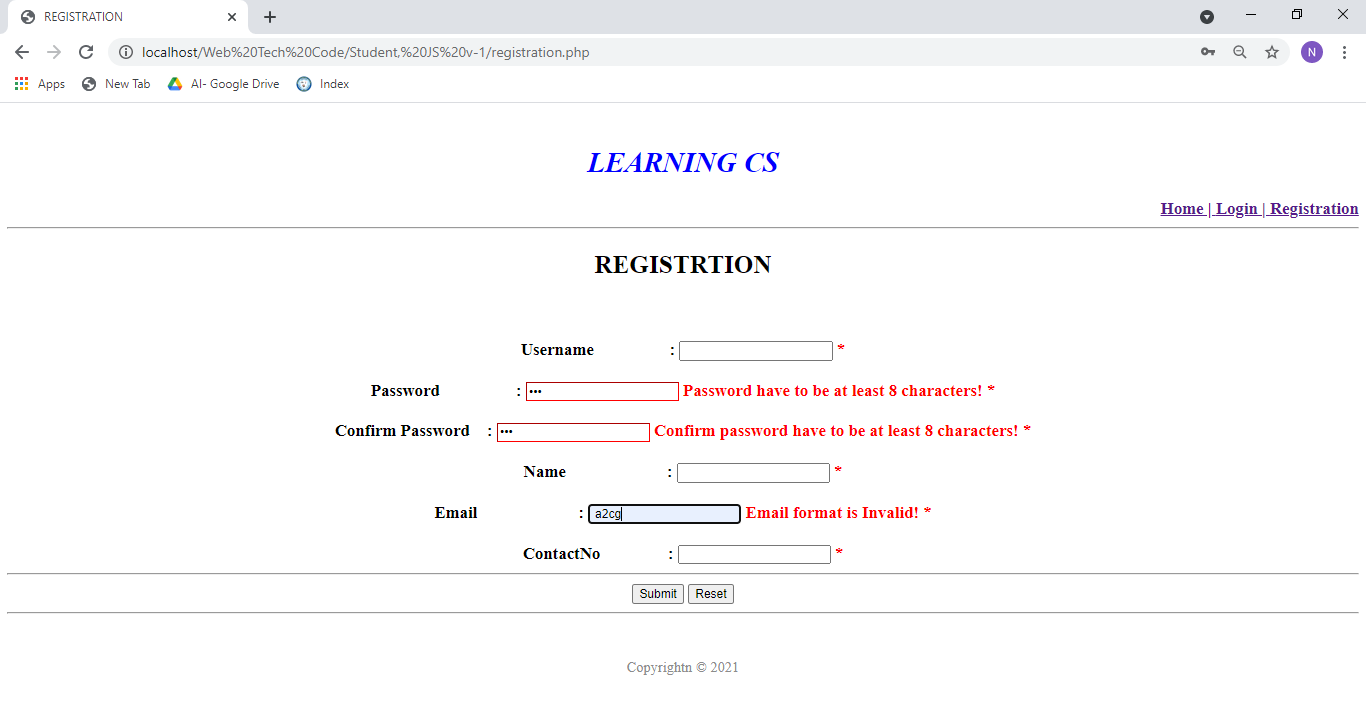 REGISTRATION
localhost/Web%20Tech%20Code/Student,%20JS%20v-1/registration.php
N
Apps New Tab AI- Google Drive Index
LEARNING CS
Home | Login | Registration
REGISTRTION
Username : *
Password : ••• Password have to be at least 8 characters! *
Confirm Password : ••• Confirm password have to be at least 8 characters! *
Name : *
Email : a2cg Email format is Invalid! *
ContactNo : *
Submit Reset
Copyrightn © 2021